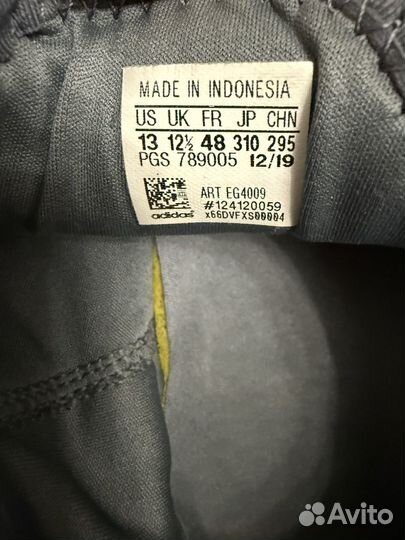 MADE IN INDONESIA
US UK FR JP CHN
13 12½ 48 310 295
PGS 789005 12/19
ART EG4009
#124120059
adidas x66DVFXS00004
Avito